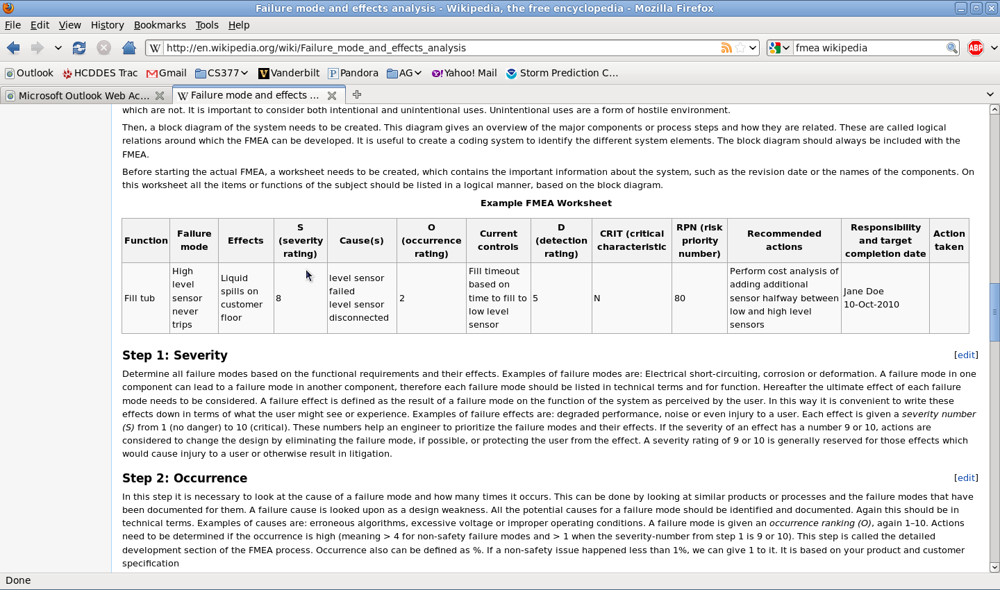 Failure mode and effects analysis - Wikipedia, the free encyclopedia - Mozilla Firefox
File Edit View History Bookmarks Tools Help
W http://en.wikipedia.org/wiki/Failure_mode_and_effects_analysis
fmea wikipedia
ABP
Outlook HCDDES Trac Gmail CS377 Vanderbilt Pandora AG Yahoo! Mail Storm Prediction C...
Microsoft Outlook Web Ac...
W Failure mode and effects ...
which are not. It is important to consider both intentional and unintentional uses. Unintentional uses are a form of hostile environment.
Then, a block diagram of the system needs to be created. This diagram gives an overview of the major components or process steps and how they are related. These are called logical
relations around which the FMEA can be developed. It is useful to create a coding system to identify the different system elements. The block diagram should always be included with the
FMEA.
Before starting the actual FMEA, a worksheet needs to be created, which contains the important information about the system, such as the revision date or the names of the components. On
this worksheet all the items or functions of the subject should be listed in a logical manner, based on the block diagram.
Example FMEA Worksheet
Function
Failure
mode
Effects
S
(severity
rating)
Cause(s)
O
(occurrence
rating)
Current
controls
D
(detection
rating)
CRIT (critical
characteristic
RPN (risk
priority
number)
Recommended
actions
Responsibility
and target
completion date
Action
taken
Fill tub
High
level
sensor
never
trips
Liquid
spills on
customer
floor
8
level sensor
failed
level sensor
disconnected
2
Fill timeout
based on
time to fill to
low level
sensor
5
N
80
Perform cost analysis of
adding additional
sensor halfway between
low and high level
sensors
Jane Doe
10-Oct-2010
Step 1: Severity
[edit]
Determine all failure modes based on the functional requirements and their effects. Examples of failure modes are: Electrical short-circuiting, corrosion or deformation. A failure mode in one
component can lead to a failure mode in another component, therefore each failure mode should be listed in technical terms and for function. Hereafter the ultimate effect of each failure
mode needs to be considered. A failure effect is defined as the result of a failure mode on the function of the system as perceived by the user. In this way it is convenient to write these
effects down in terms of what the user might see or experience. Examples of failure effects are: degraded performance, noise or even injury to a user. Each effect is given a severity number
(S) from 1 (no danger) to 10 (critical). These numbers help an engineer to prioritize the failure modes and their effects. If the severity of an effect has a number 9 or 10, actions are
considered to change the design by eliminating the failure mode, if possible, or protecting the user from the effect. A severity rating of 9 or 10 is generally reserved for those effects which
would cause injury to a user or otherwise result in litigation.
Step 2: Occurrence
[edit]
In this step it is necessary to look at the cause of a failure mode and how many times it occurs. This can be done by looking at similar products or processes and the failure modes that have
been documented for them. A failure cause is looked upon as a design weakness. All the potential causes for a failure mode should be identified and documented. Again this should be in
technical terms. Examples of causes are: erroneous algorithms, excessive voltage or improper operating conditions. A failure mode is given an occurrence ranking (O), again 1–10. Actions
need to be determined if the occurrence is high (meaning > 4 for non-safety failure modes and > 1 when the severity-number from step 1 is 9 or 10). This step is called the detailed
development section of the FMEA process. Occurrence also can be defined as %. If a non-safety issue happened less than 1%, we can give 1 to it. It is based on your product and customer
specification
Done